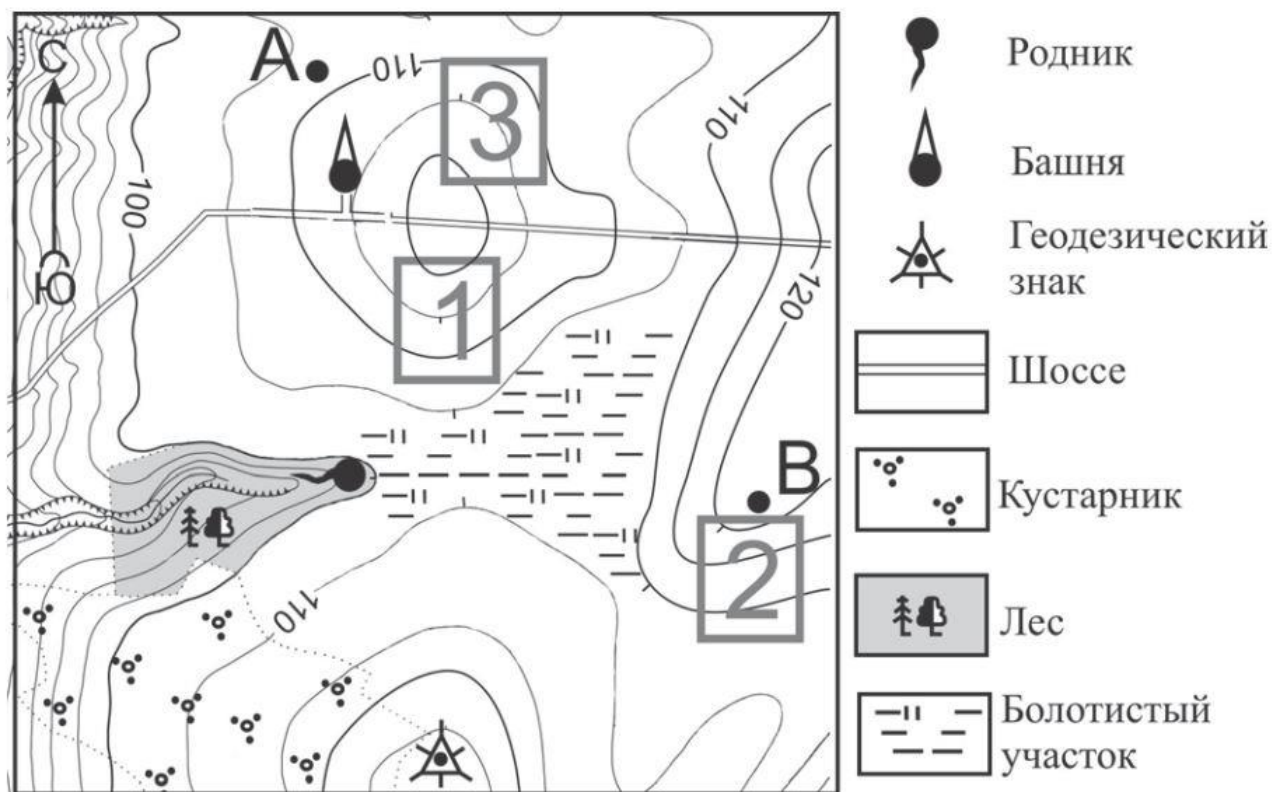 С
Ю
А
В
110
110
100
120
110
3
1
2
Родник
Башня
Геодезический
знак
Шоссе
Кустарник
Лес
Болотистый
участок